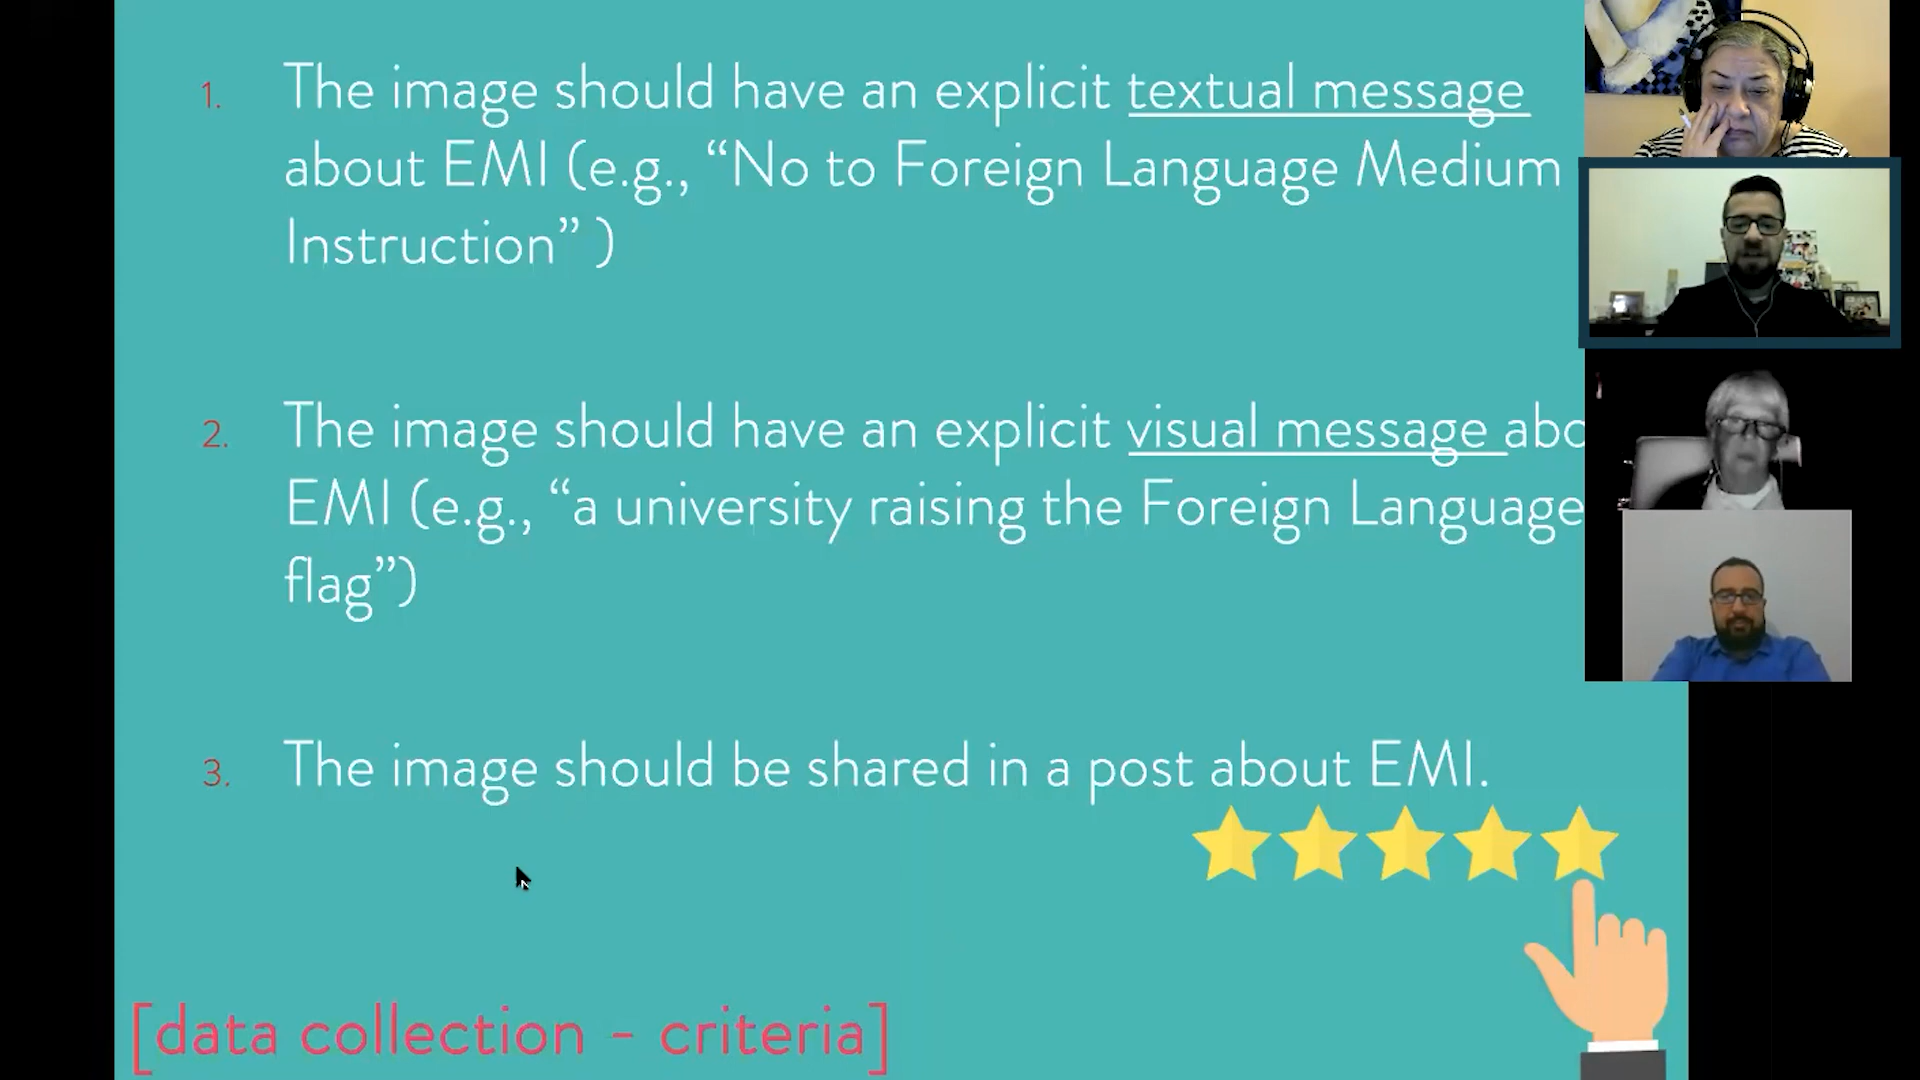 1. The image should have an explicit textual message
about EMI (e.g., “No to Foreign Language Medium
Instruction” )
2. The image should have an explicit visual message abo
EMI (e.g., “a university raising the Foreign Language
flag”)
3. The image should be shared in a post about EMI.
[data collection - criteria]